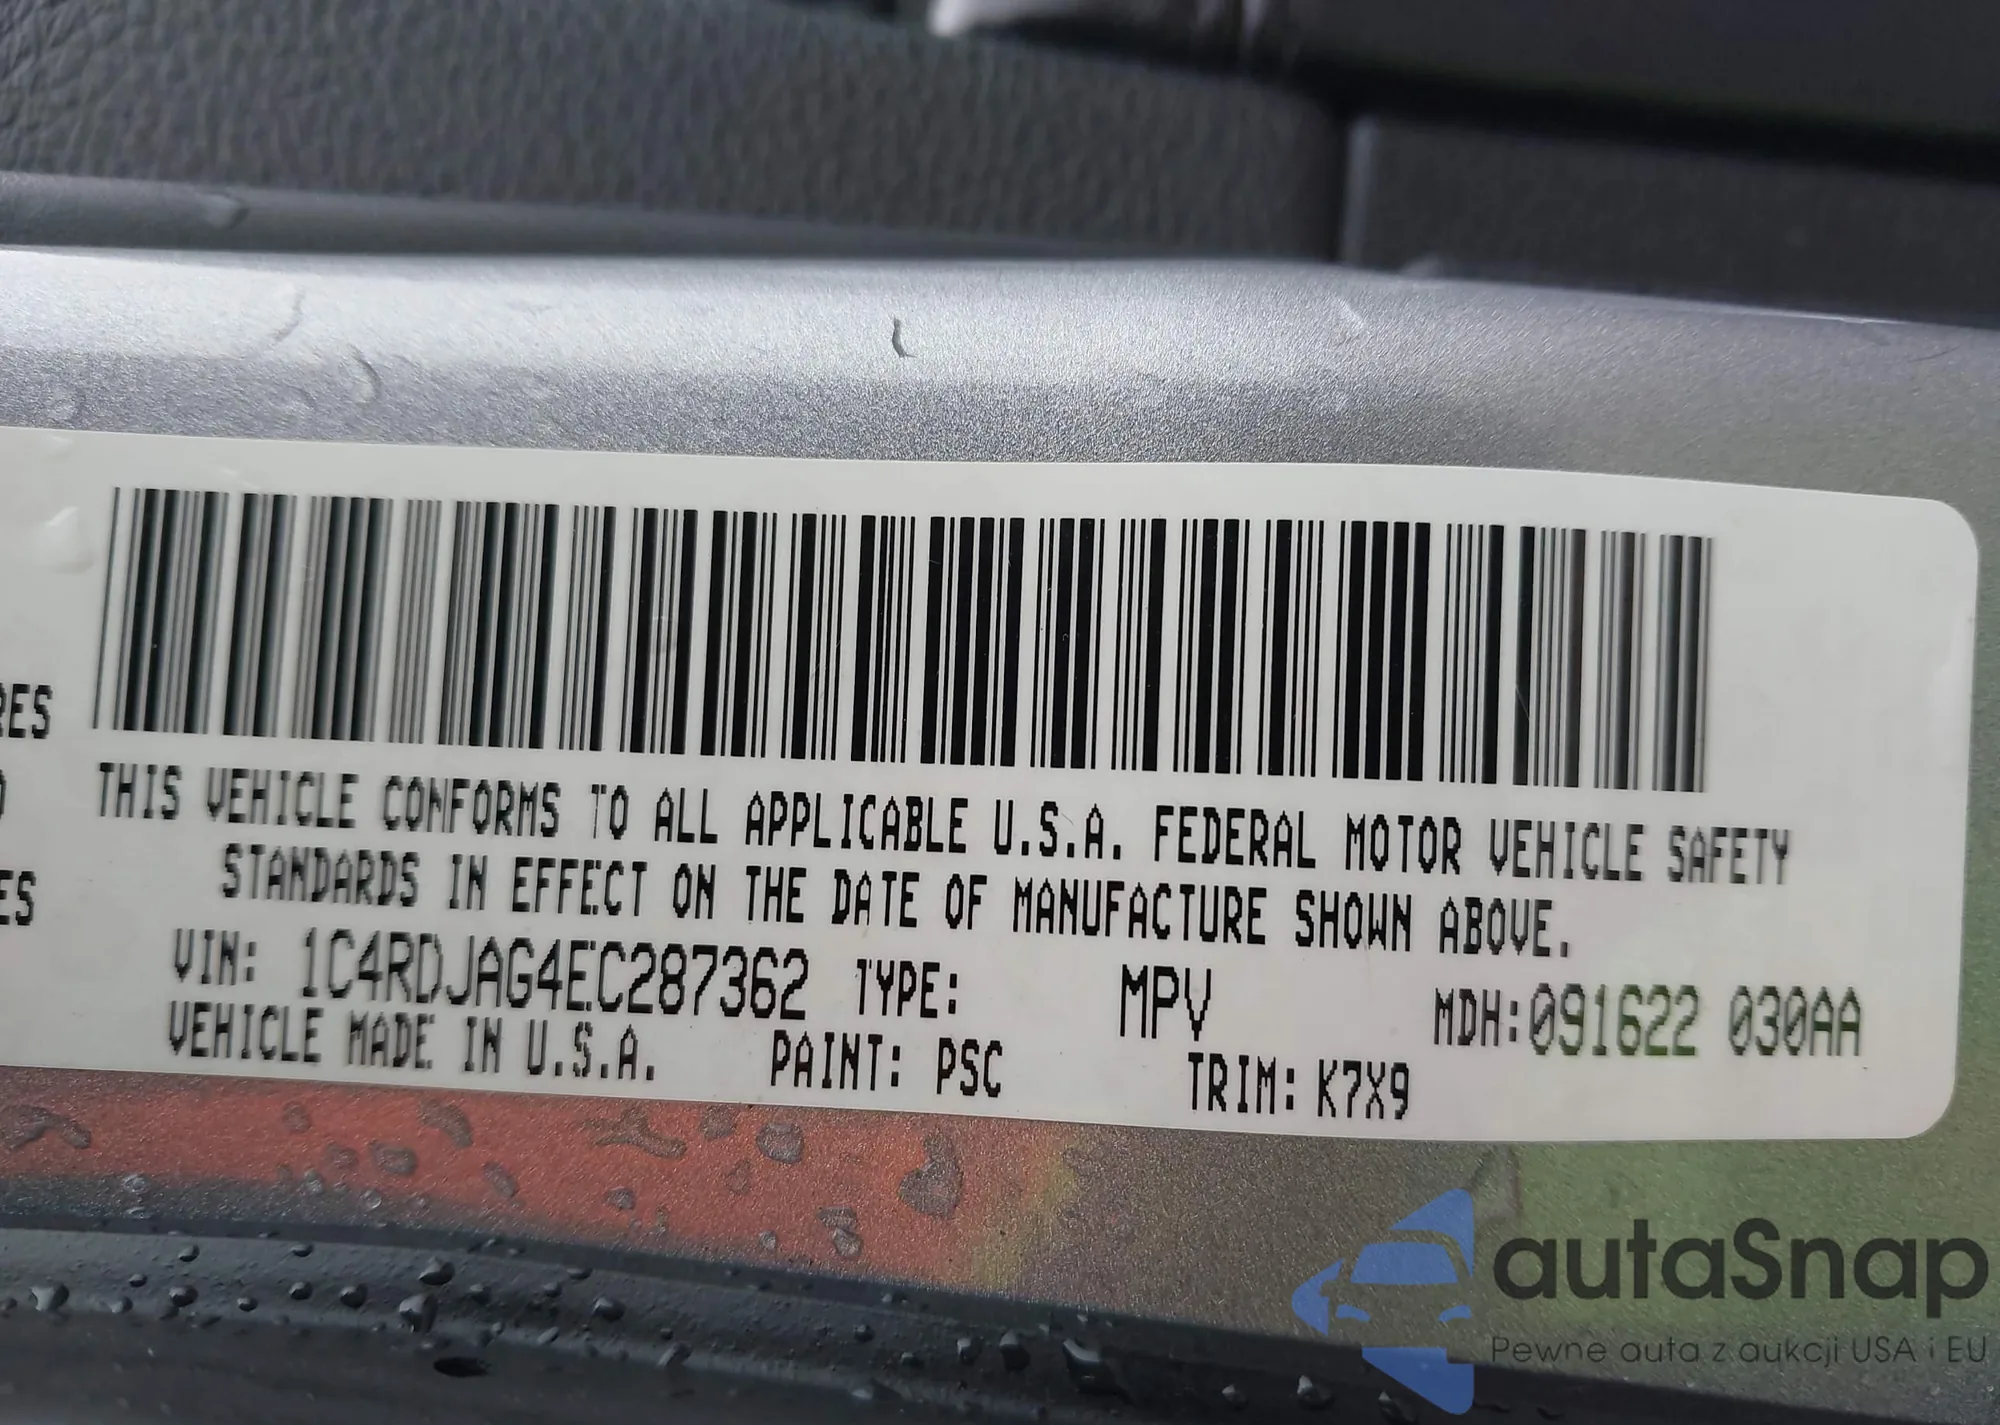 RES
THIS VEHICLE CONFORMS TO ALL APPLICABLE U.S.A. FEDERAL MOTOR VEHICLE SAFETY
STANDARDS IN EFFECT ON THE DATE OF MANUFACTURE SHOWN ABOVE.
ES
VIN: 1C4RDJAG4EC287362 TYPE: MPV MDH:091622 030AA
VEHICLE MADE IN U.S.A. PAINT: PSC TRIM: K7X9
autaSnap
Pewne auta z aukcji USA i EU